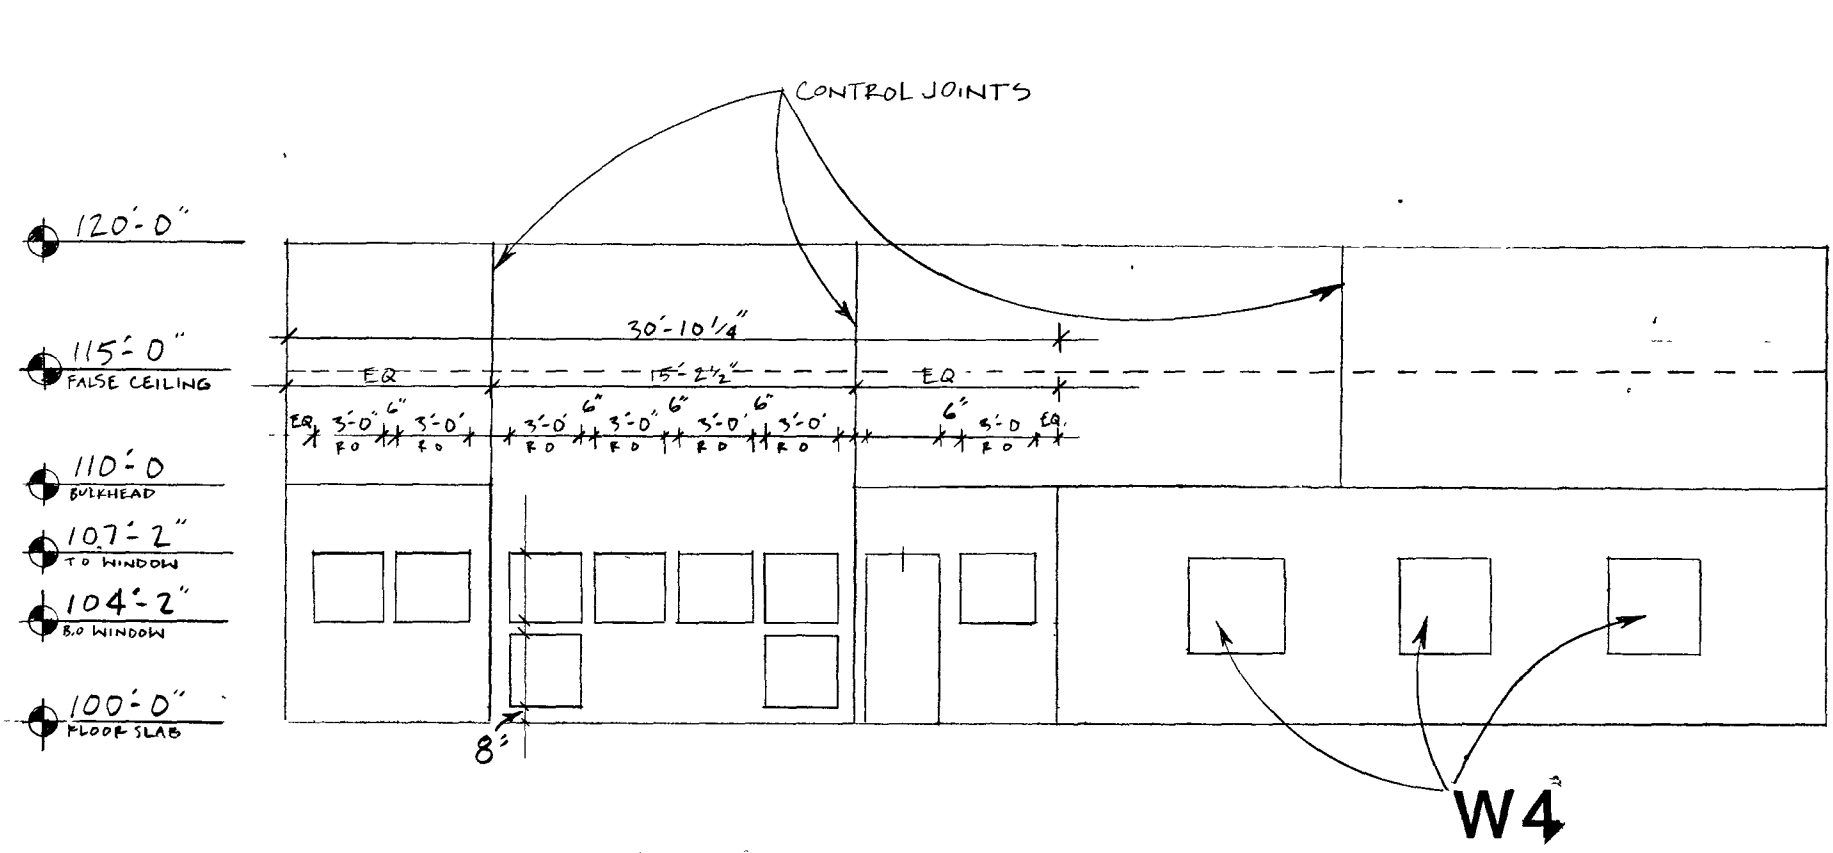 CONTROL JOINTS
120'-0"
30'-10 1/4"
115'-0"
FALSE CEILING
EQ 15'-2 1/2" EQ
6" 6" 6" 6" 6"
EQ 3'-0" 3'-0" 3'-0" 3'-0" 3'-0" 3'-0" 3'-0 EQ.
RO RO RO RO RO RO RO
110'-0
BULKHEAD
107'-2"
T O WINDOW
104'-2"
B.O WINDOW
100'-0"
FLOOR SLAB
8"
W4